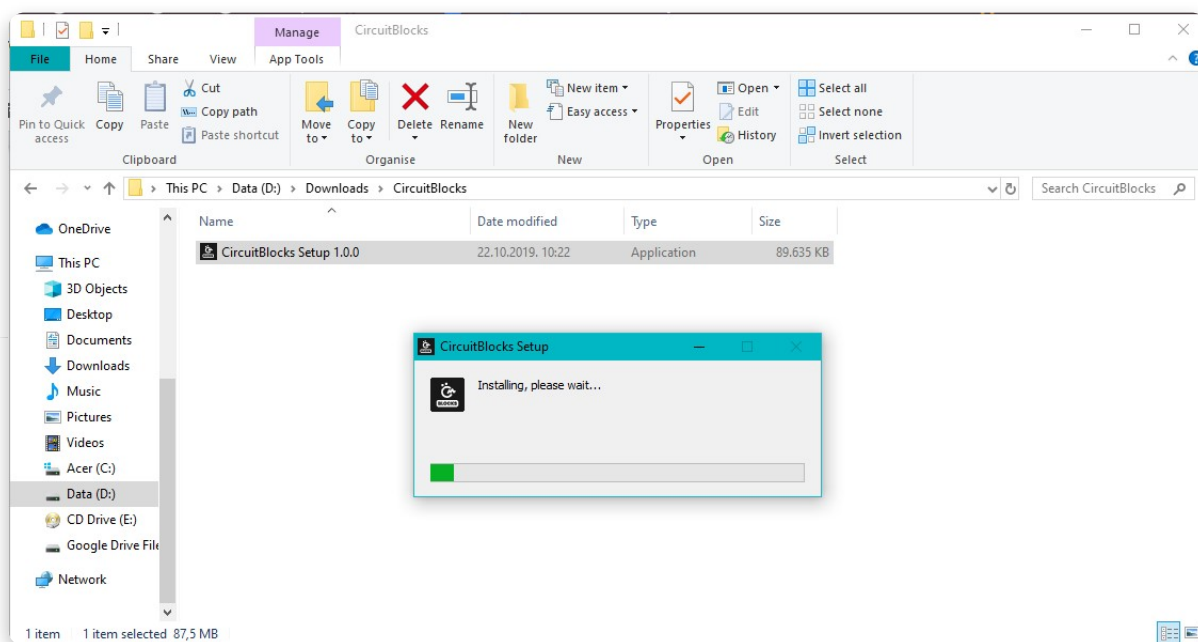 Manage CircuitBlocks
File Home Share View App Tools
Pin to Quick access
Copy
Paste
Cut
Copy path
Paste shortcut
Move to
Copy to
Delete
Rename
New folder
New item
Easy access
Properties
Open
Edit
History
Select all
Select none
Invert selection
Clipboard Organise New Open Select
This PC > Data (D:) > Downloads > CircuitBlocks
Search CircuitBlocks
Name Date modified Type Size
CircuitBlocks Setup 1.0.0 22.10.2019. 10:22 Application 89.635 KB
OneDrive
This PC
3D Objects
Desktop
Documents
Downloads
Music
Pictures
Videos
Acer (C:)
Data (D:)
CD Drive (E:)
Google Drive File
Network
CircuitBlocks Setup
Installing, please wait...
BLOCKS
1 item 1 item selected 87,5 MB